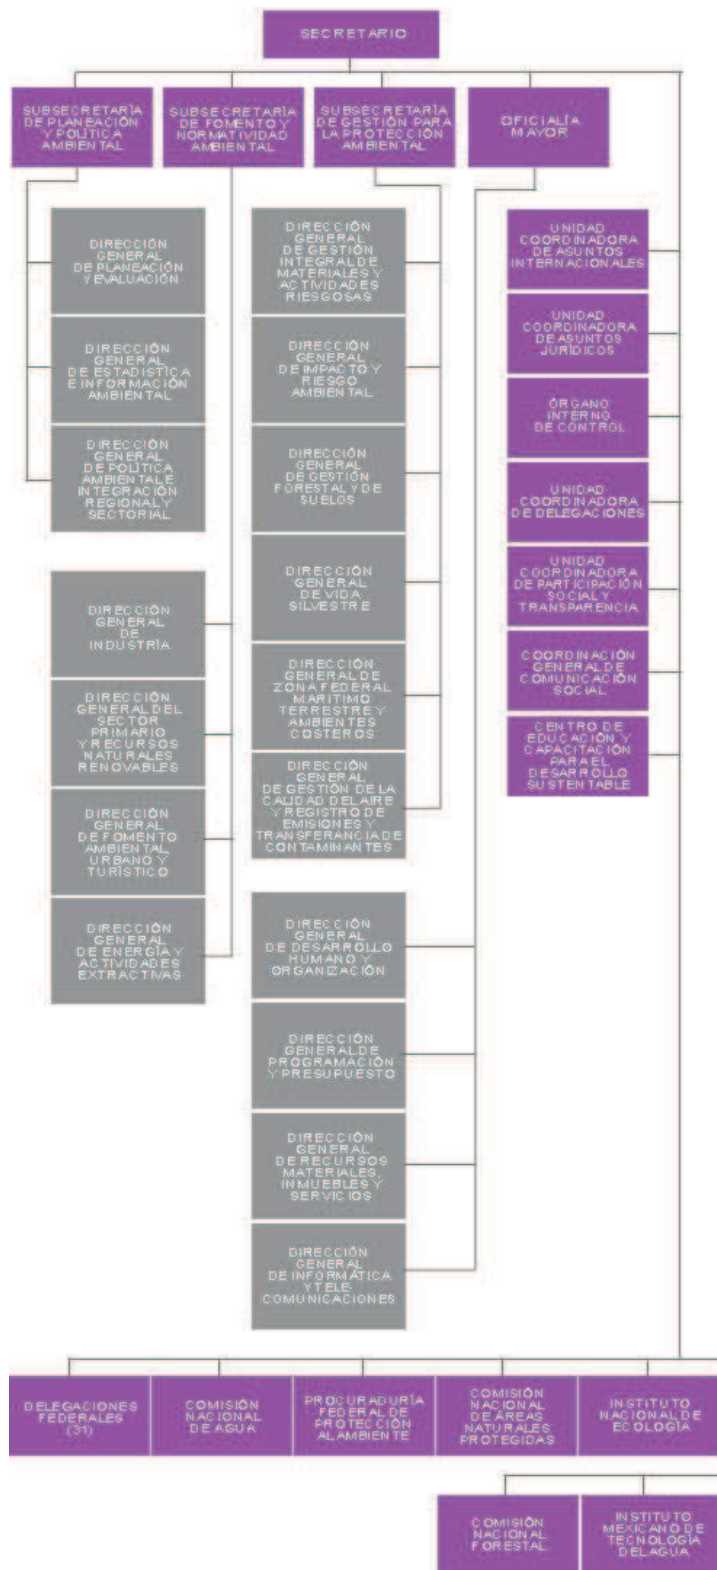 SECRETARIO
SUBSECRETARÍA
DE PLANEACIÓN
Y POLÍTICA
AMBIENTAL
SUBSECRETARÍA
DE FOMENTO Y
NORMATIVIDAD
AMBIENTAL
SUBSECRETARÍA
DE GESTIÓN PARA
LA PROTECCIÓN
AMBIENTAL
OFICIALÍA
MAYOR
DIRECCIÓN
GENERAL
DE PLANEACIÓN
Y EVALUACIÓN
DIRECCIÓN
GENERAL
DE ESTADÍSTICA
E INFORMACIÓN
AMBIENTAL
DIRECCIÓN
GENERAL
DE POLÍTICA
AMBIENTAL E
INTEGRACIÓN
REGIONAL Y
SECTORIAL
DIRECCIÓN
GENERAL
DE
INDUSTRIA
DIRECCIÓN
GENERAL DEL
SECTOR
PRIMARIO
Y RECURSOS
NATURALES
RENOVABLES
DIRECCIÓN
GENERAL
DE FOMENTO
AMBIENTAL,
URBANO Y
TURÍSTICO
DIRECCIÓN
GENERAL
DE ENERGÍA Y
ACTIVIDADES
EXTRACTIVAS
DIRECCIÓN
GENERAL
DE GESTIÓN
INTEGRAL DE
MATERIALES Y
ACTIVIDADES
RIESGOSAS
DIRECCIÓN
GENERAL
DE IMPACTO Y
RIESGO
AMBIENTAL
DIRECCIÓN
GENERAL
DE GESTIÓN
FORESTAL Y DE
SUELOS
DIRECCIÓN
GENERAL
DE VIDA
SILVESTRE
DIRECCIÓN
GENERAL DE
ZONA FEDERAL
MARÍTIMO
TERRESTRE Y
AMBIENTES
COSTEROS
DIRECCIÓN
GENERAL
DE GESTIÓN DE LA
CALIDAD DEL AIRE
Y REGISTRO DE
EMISIONES Y
TRANSFERANCIA DE
CONTAMINANTES
DIRECCIÓN
GENERAL
DE DESARROLLO
HUMANO Y
ORGANIZACIÓN
DIRECCIÓN
GENERAL DE
PROGRAMACIÓN
Y PRESUPUESTO
DIRECCIÓN
GENERAL
DE RECURSOS
MATERIALES,
INMUEBLES Y
SERVICIOS
DIRECCIÓN
GENERAL
DE INFORMÁTICA
Y TELE
COMUNICACIONES
UNIDAD
COORDINADORA
DE ASUNTOS
INTERNACIONALES
UNIDAD
COORDINADORA
DE ASUNTOS
JURÍDICOS
ÓRGANO
INTERNO
DE CONTROL
UNIDAD
COORDINADORA
DE DELEGACIONES
UNIDAD
COORDINADORA
DE PARTICIPACIÓN
SOCIAL Y
TRANSPARENCIA
COORDINACIÓN
GENERAL DE
COMUNICACIÓN
SOCIAL
CENTRO DE
EDUCACIÓN Y
CAPACITACIÓN
PARA EL
DESARROLLO
SUSTENTABLE
DELEGACIONES
FEDERALES
(31)
COMISIÓN
NACIONAL
DE AGUA
PROCURADURÍA
FEDERAL DE
PROTECCIÓN
AL AMBIENTE
COMISIÓN
NACIONAL
DE ÁREAS
NATURALES
PROTEGIDAS
INSTITUTO
NACIONAL DE
ECOLOGÍA
COMISIÓN
NACIONAL
FORESTAL
INSTITUTO
MEXICANO DE
TECNOLOGÍA
DEL AGUA